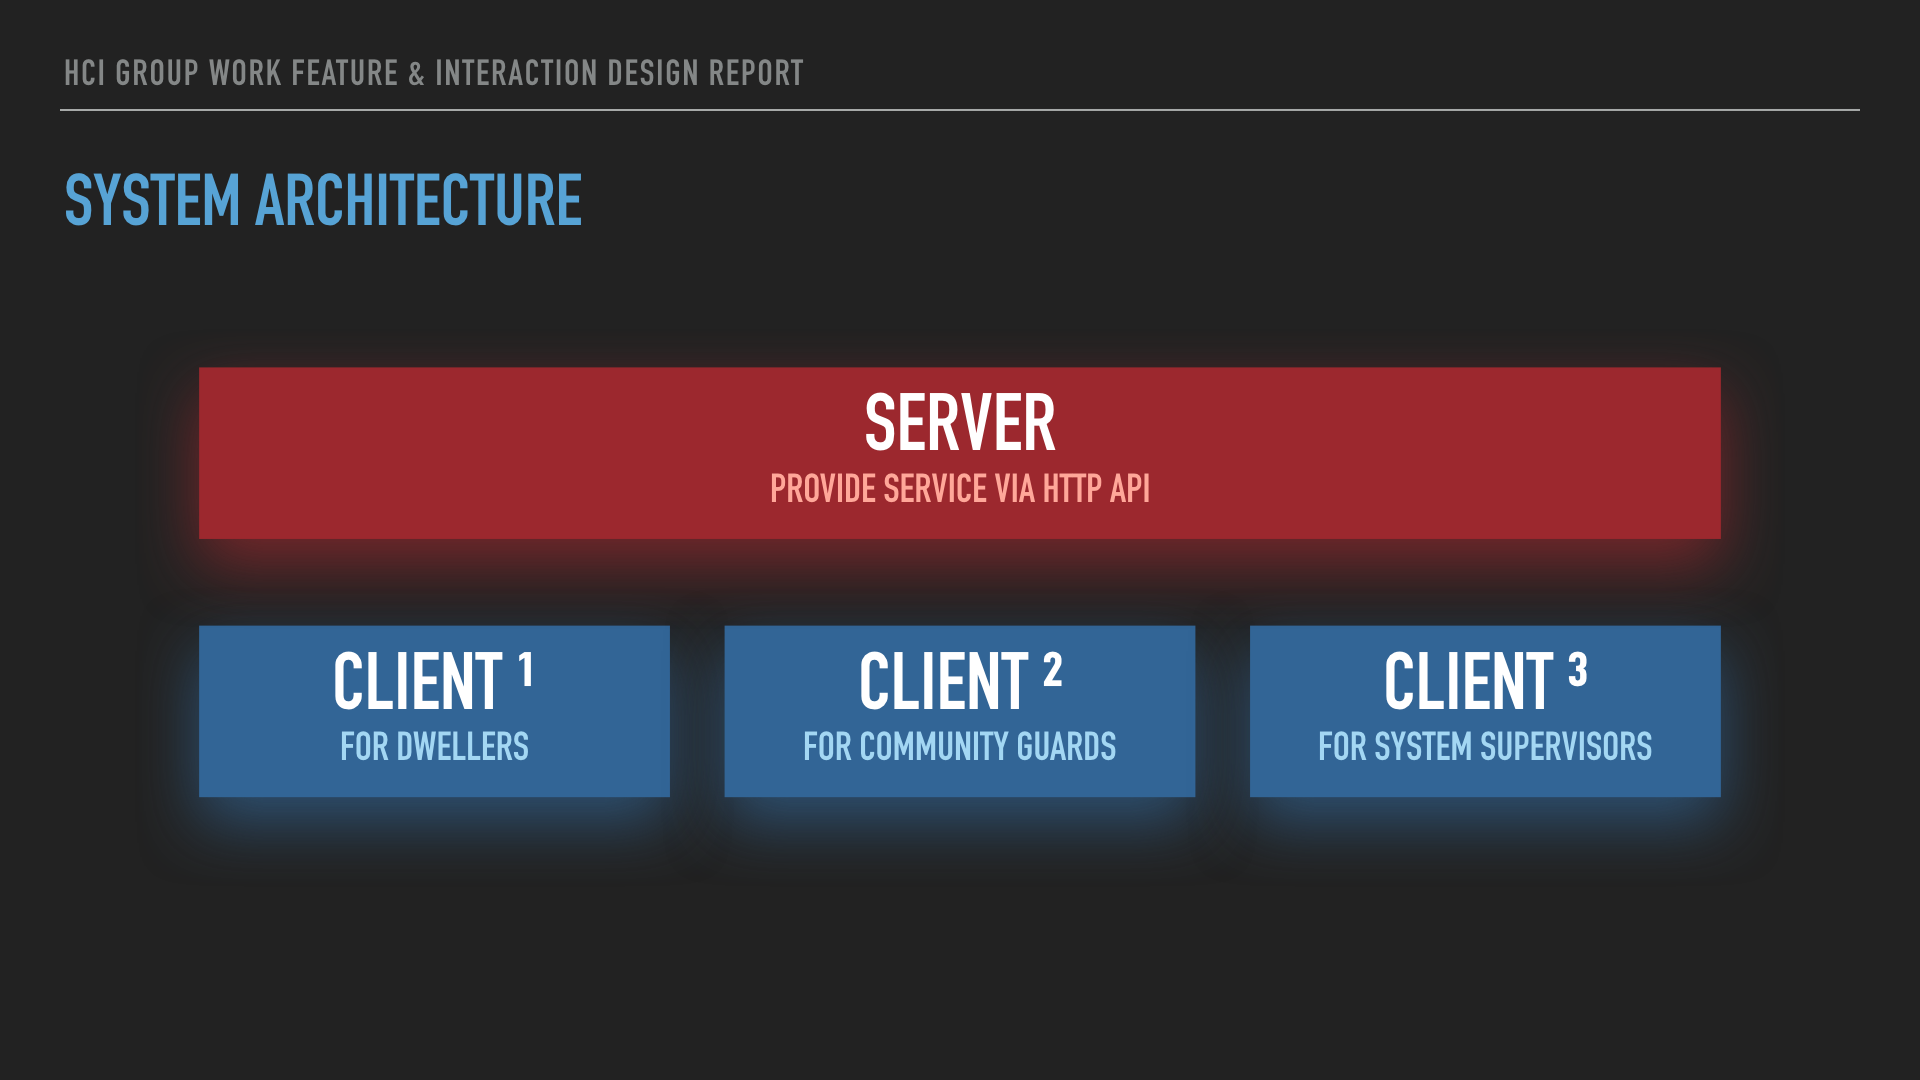 HCI GROUP WORK FEATURE & INTERACTION DESIGN REPORT
SYSTEM ARCHITECTURE
SERVER
PROVIDE SERVICE VIA HTTP API
CLIENT ¹
FOR DWELLERS
CLIENT ²
FOR COMMUNITY GUARDS
CLIENT ³
FOR SYSTEM SUPERVISORS